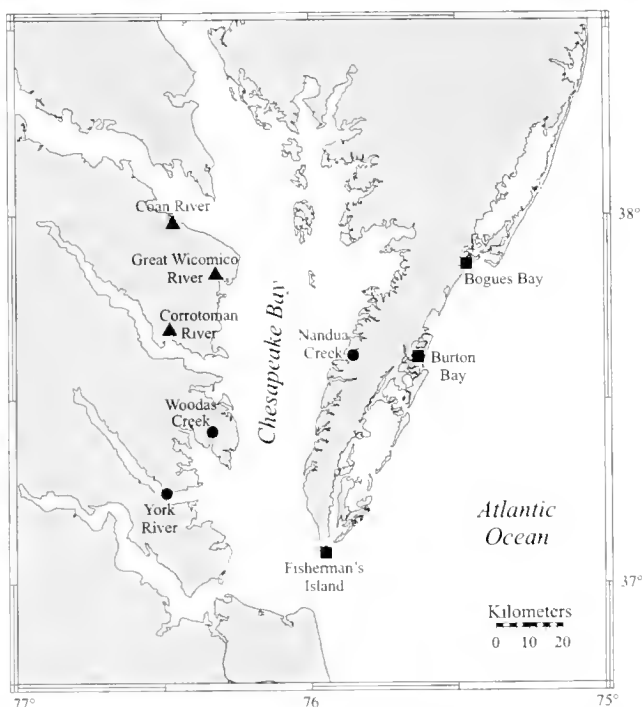 Coan River
38°
Great Wicomico
River
Bogues Bay
Corrotoman
River
Chesapeake Bay
Nandua
Creek
Burton
Bay
Woodas
Creek
York
River
Atlantic
Ocean
Fisherman's
Island
37°
Kilometers
0 10 20
77°
76
75°